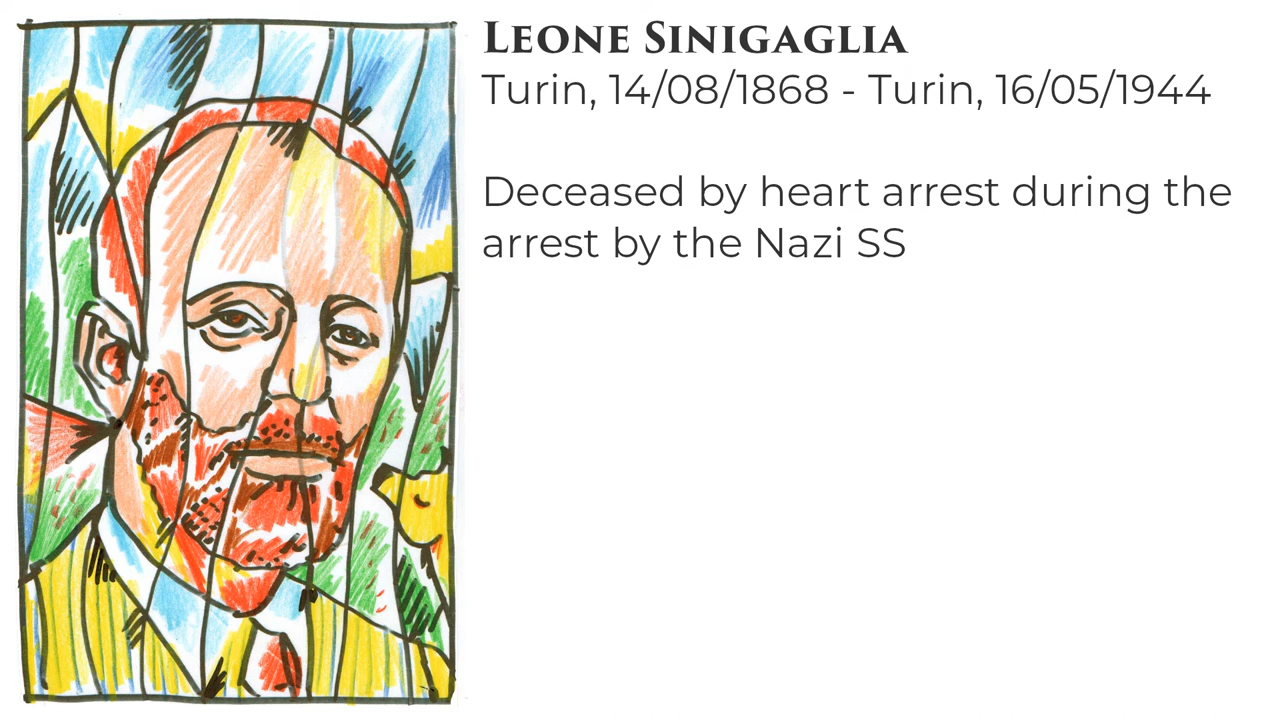 Leone Sinigaglia
Turin, 14/08/1868 - Turin, 16/05/1944
Deceased by heart arrest during the
arrest by the Nazi SS